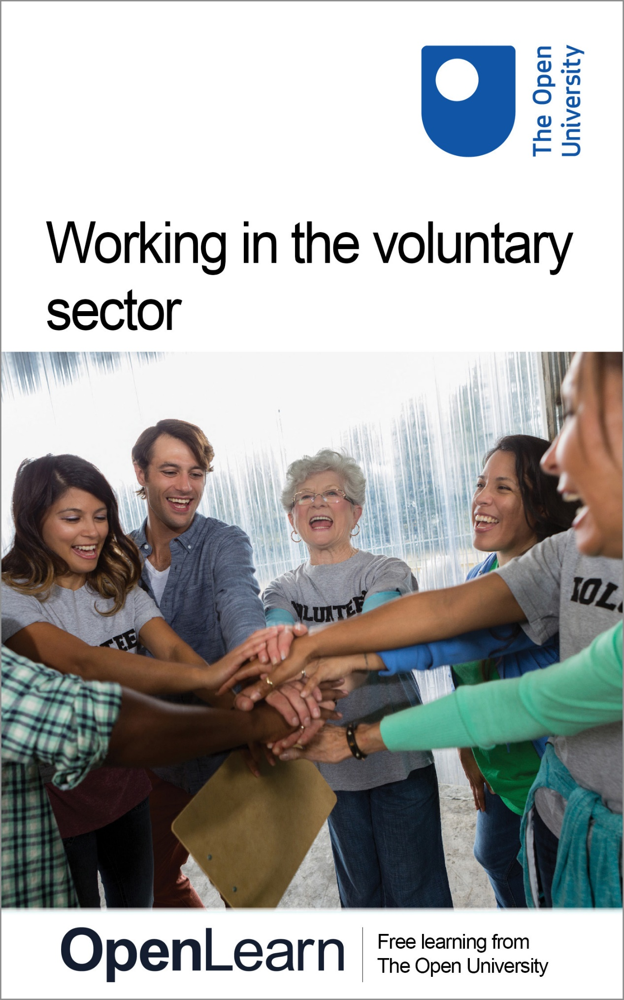 The Open
University
Working in the voluntary
sector
OpenLearn
Free learning from
The Open University